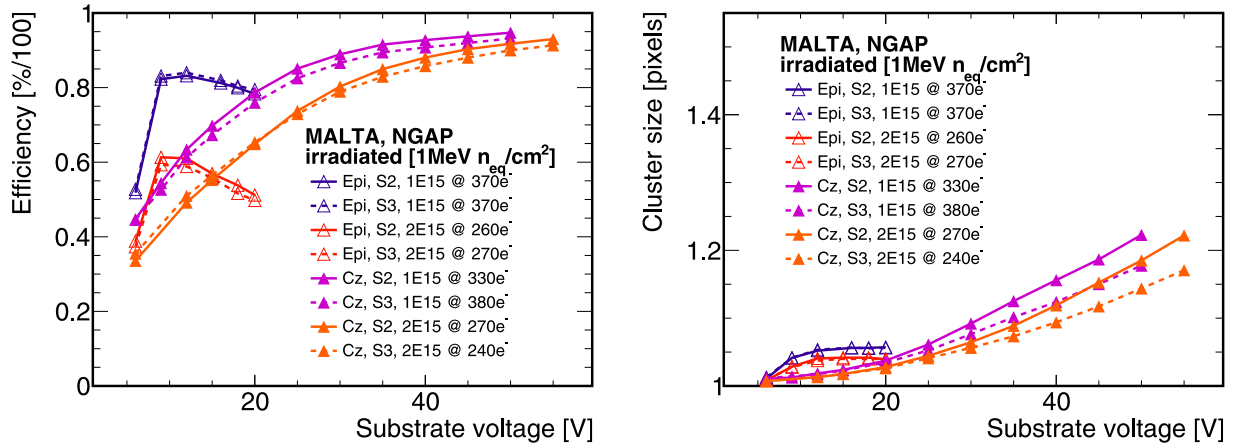 Efficiency [%/100]
1
0.8
0.6
0.4
0.2
0
20
40
Substrate voltage [V]
MALTA, NGAP
irradiated [1MeV n_eq/cm²]
Epi, S2, 1E15 @ 370e⁻
Epi, S3, 1E15 @ 370e⁻
Epi, S2, 2E15 @ 260e⁻
Epi, S3, 2E15 @ 270e⁻
Cz, S2, 1E15 @ 330e⁻
Cz, S3, 1E15 @ 380e⁻
Cz, S2, 2E15 @ 270e⁻
Cz, S3, 2E15 @ 240e⁻
Cluster size [pixels]
1.4
1.2
1
20
40
Substrate voltage [V]
MALTA, NGAP
irradiated [1MeV n_eq/cm²]
Epi, S2, 1E15 @ 370e⁻
Epi, S3, 1E15 @ 370e⁻
Epi, S2, 2E15 @ 260e⁻
Epi, S3, 2E15 @ 270e⁻
Cz, S2, 1E15 @ 330e⁻
Cz, S3, 1E15 @ 380e⁻
Cz, S2, 2E15 @ 270e⁻
Cz, S3, 2E15 @ 240e⁻